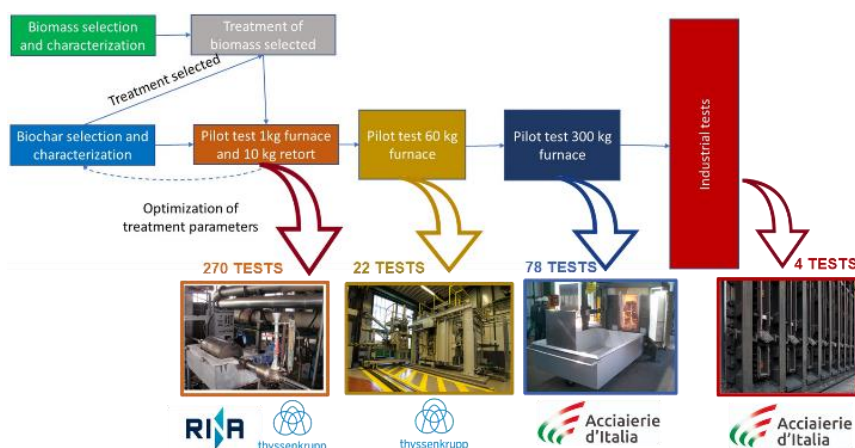 Biomass selection
and characterization
Treatment of
biomass selected
Treatment selected
Biochar selection and
characterization
Pilot test 1kg furnace
and 10 kg retort
Pilot test 60 kg
furnace
Pilot test 300 kg
furnace
Industrial tests
Optimization of
treatment parameters
270 TESTS
22 TESTS
78 TESTS
4 TESTS
RINA
thyssenkrupp
thyssenkrupp
Acciaierie
d'Italia
Acciaierie
d'Italia